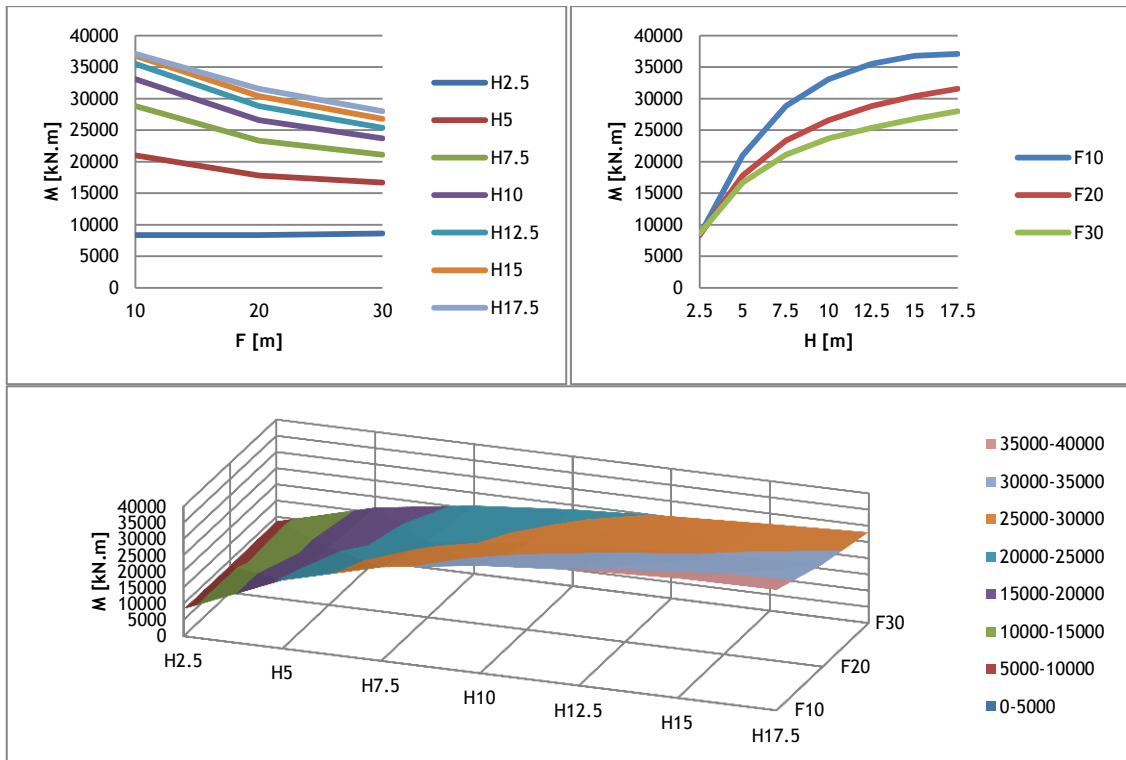 40000
35000
30000
25000
20000
15000
10000
5000
0
M [kN.m]
10 20 30
F [m]
H2.5
H5
H7.5
H10
H12.5
H15
H17.5
40000
35000
30000
25000
20000
15000
10000
5000
0
M [kN.m]
2.5 5 7.5 10 12.5 15 17.5
H [m]
F10
F20
F30
40000
35000
30000
25000
20000
15000
10000
5000
0
M [kN.m]
H2.5
H5
H7.5
H10
H12.5
H15
H17.5
F10
F20
F30
35000-40000
30000-35000
25000-30000
20000-25000
15000-20000
10000-15000
5000-10000
0-5000